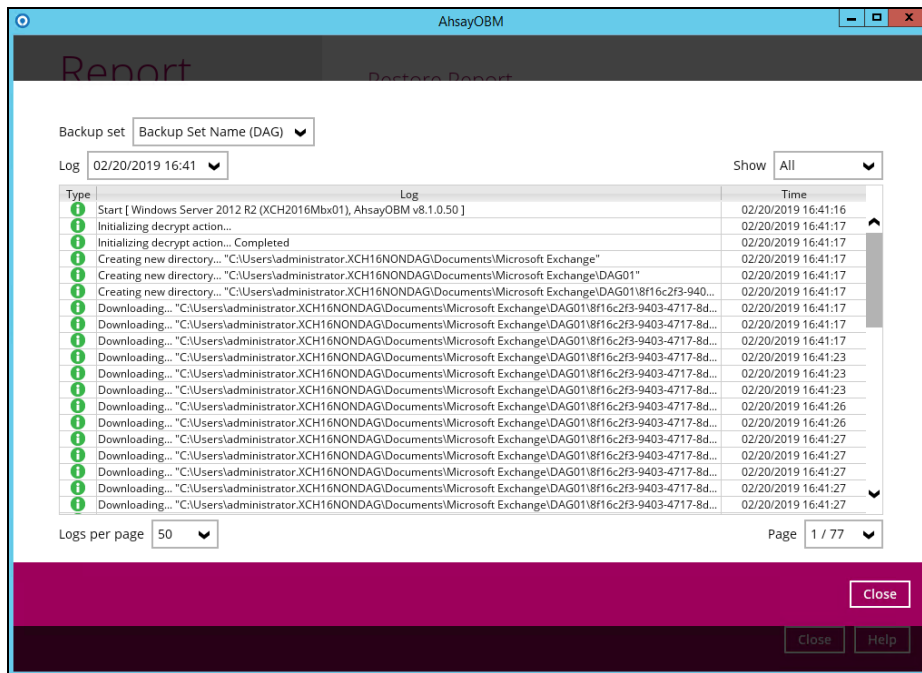 AhsayOBM
Report
Restore Report
Backup set Backup Set Name (DAG)
Log 02/20/2019 16:41 Show All
Type Log Time
Start [ Windows Server 2012 R2 (XCH2016Mbx01), AhsayOBM v8.1.0.50 ] 02/20/2019 16:41:16
Initializing decrypt action... 02/20/2019 16:41:17
Initializing decrypt action... Completed 02/20/2019 16:41:17
Creating new directory... "C:\Users\administrator.XCH16NONDAG\Documents\Microsoft Exchange" 02/20/2019 16:41:17
Creating new directory... "C:\Users\administrator.XCH16NONDAG\Documents\Microsoft Exchange\DAG01" 02/20/2019 16:41:17
Creating new directory... "C:\Users\administrator.XCH16NONDAG\Documents\Microsoft Exchange\DAG01\8f16c2f3-940... 02/20/2019 16:41:17
Downloading... "C:\Users\administrator.XCH16NONDAG\Documents\Microsoft Exchange\DAG01\8f16c2f3-9403-4717-8d... 02/20/2019 16:41:17
Downloading... "C:\Users\administrator.XCH16NONDAG\Documents\Microsoft Exchange\DAG01\8f16c2f3-9403-4717-8d... 02/20/2019 16:41:17
Downloading... "C:\Users\administrator.XCH16NONDAG\Documents\Microsoft Exchange\DAG01\8f16c2f3-9403-4717-8d... 02/20/2019 16:41:17
Downloading... "C:\Users\administrator.XCH16NONDAG\Documents\Microsoft Exchange\DAG01\8f16c2f3-9403-4717-8d... 02/20/2019 16:41:23
Downloading... "C:\Users\administrator.XCH16NONDAG\Documents\Microsoft Exchange\DAG01\8f16c2f3-9403-4717-8d... 02/20/2019 16:41:23
Downloading... "C:\Users\administrator.XCH16NONDAG\Documents\Microsoft Exchange\DAG01\8f16c2f3-9403-4717-8d... 02/20/2019 16:41:23
Downloading... "C:\Users\administrator.XCH16NONDAG\Documents\Microsoft Exchange\DAG01\8f16c2f3-9403-4717-8d... 02/20/2019 16:41:26
Downloading... "C:\Users\administrator.XCH16NONDAG\Documents\Microsoft Exchange\DAG01\8f16c2f3-9403-4717-8d... 02/20/2019 16:41:26
Downloading... "C:\Users\administrator.XCH16NONDAG\Documents\Microsoft Exchange\DAG01\8f16c2f3-9403-4717-8d... 02/20/2019 16:41:27
Downloading... "C:\Users\administrator.XCH16NONDAG\Documents\Microsoft Exchange\DAG01\8f16c2f3-9403-4717-8d... 02/20/2019 16:41:27
Downloading... "C:\Users\administrator.XCH16NONDAG\Documents\Microsoft Exchange\DAG01\8f16c2f3-9403-4717-8d... 02/20/2019 16:41:27
Downloading... "C:\Users\administrator.XCH16NONDAG\Documents\Microsoft Exchange\DAG01\8f16c2f3-9403-4717-8d... 02/20/2019 16:41:27
Downloading... "C:\Users\administrator.XCH16NONDAG\Documents\Microsoft Exchange\DAG01\8f16c2f3-9403-4717-8d... 02/20/2019 16:41:27
Logs per page 50 Page 1 / 77
Close
Close Help